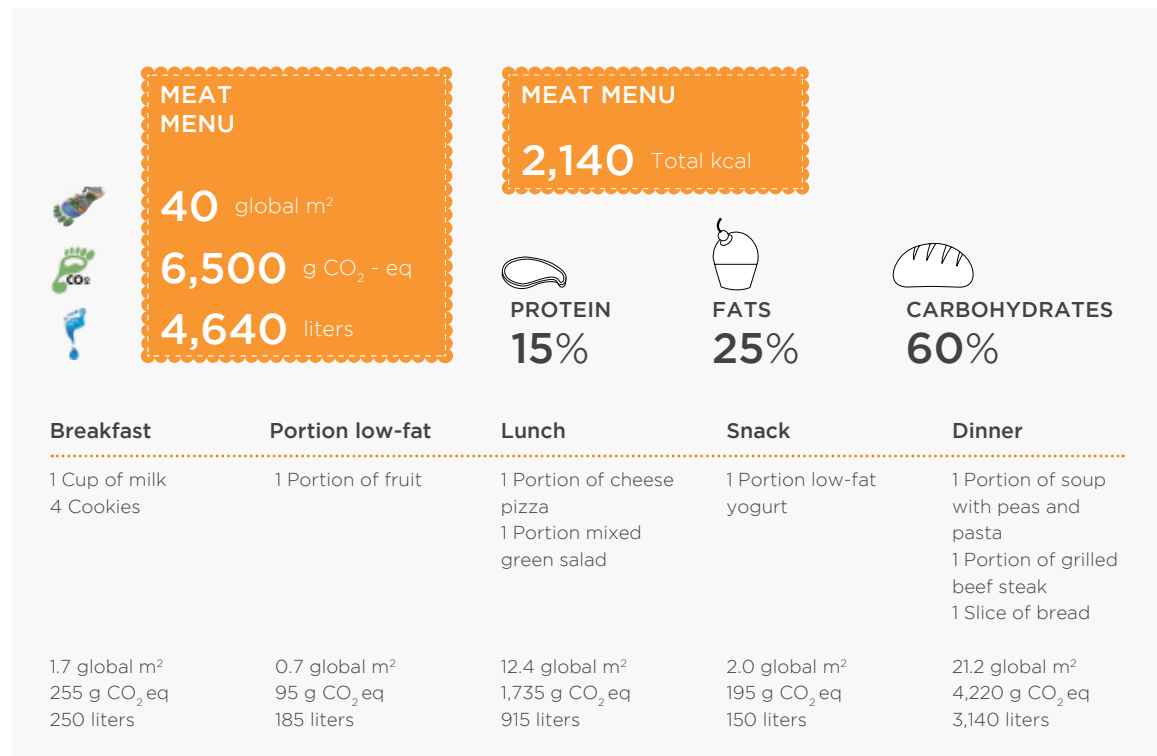 MEAT
MENU
40 global m²
6,500 g CO₂ - eq
4,640 liters
CO₂
MEAT MENU
2,140 Total kcal
PROTEIN
15%
FATS
25%
CARBOHYDRATES
60%
Breakfast
1 Cup of milk
4 Cookies
1.7 global m²
255 g CO₂ eq
250 liters
Portion low-fat
1 Portion of fruit
0.7 global m²
95 g CO₂ eq
185 liters
Lunch
1 Portion of cheese
pizza
1 Portion mixed
green salad
12.4 global m²
1,735 g CO₂ eq
915 liters
Snack
1 Portion low-fat
yogurt
2.0 global m²
195 g CO₂ eq
150 liters
Dinner
1 Portion of soup
with peas and
pasta
1 Portion of grilled
beef steak
1 Slice of bread
21.2 global m²
4,220 g CO₂ eq
3,140 liters